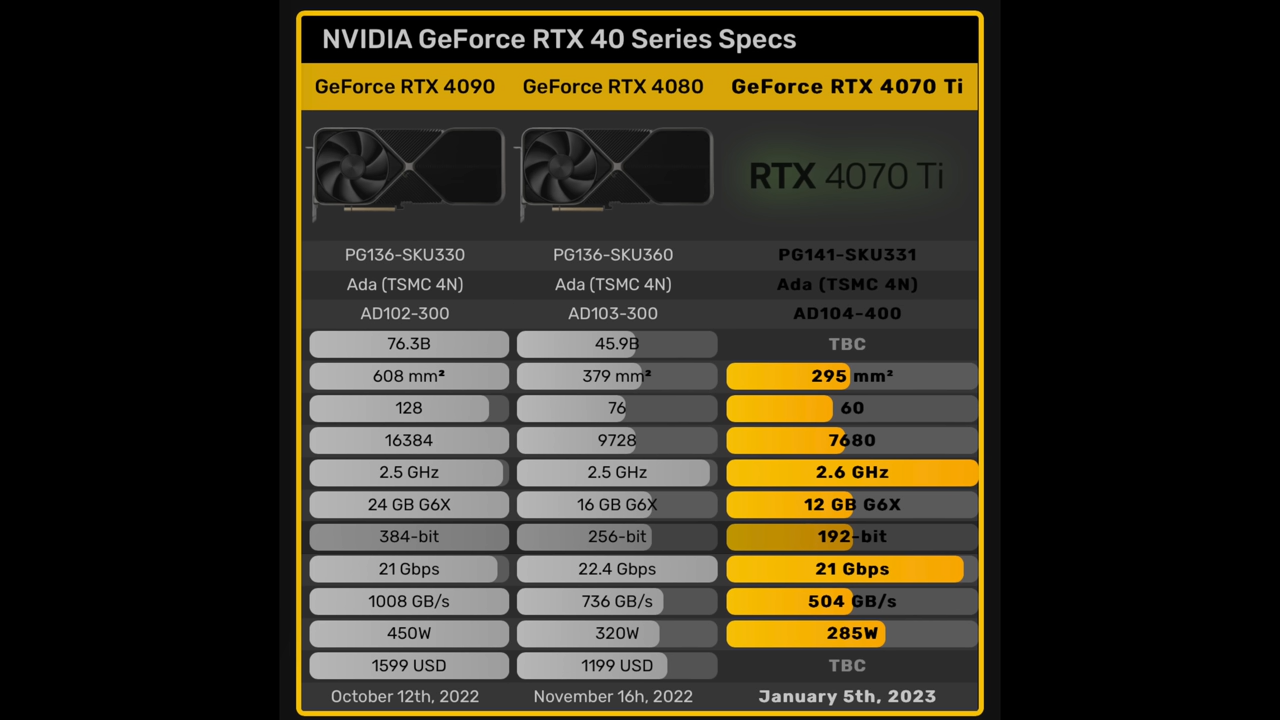 NVIDIA GeForce RTX 40 Series Specs
GeForce RTX 4090 GeForce RTX 4080 GeForce RTX 4070 Ti
RTX 4070 Ti
PG136-SKU330 PG136-SKU360 PG141-SKU331
Ada (TSMC 4N) Ada (TSMC 4N) Ada (TSMC 4N)
AD102-300 AD103-300 AD104-400
76.3B 45.9B TBC
608 mm² 379 mm² 295 mm²
128 76 60
16384 9728 7680
2.5 GHz 2.5 GHz 2.6 GHz
24 GB G6X 16 GB G6X 12 GB G6X
384-bit 256-bit 192-bit
21 Gbps 22.4 Gbps 21 Gbps
1008 GB/s 736 GB/s 504 GB/s
450W 320W 285W
1599 USD 1199 USD TBC
October 12th, 2022 November 16h, 2022 January 5th, 2023